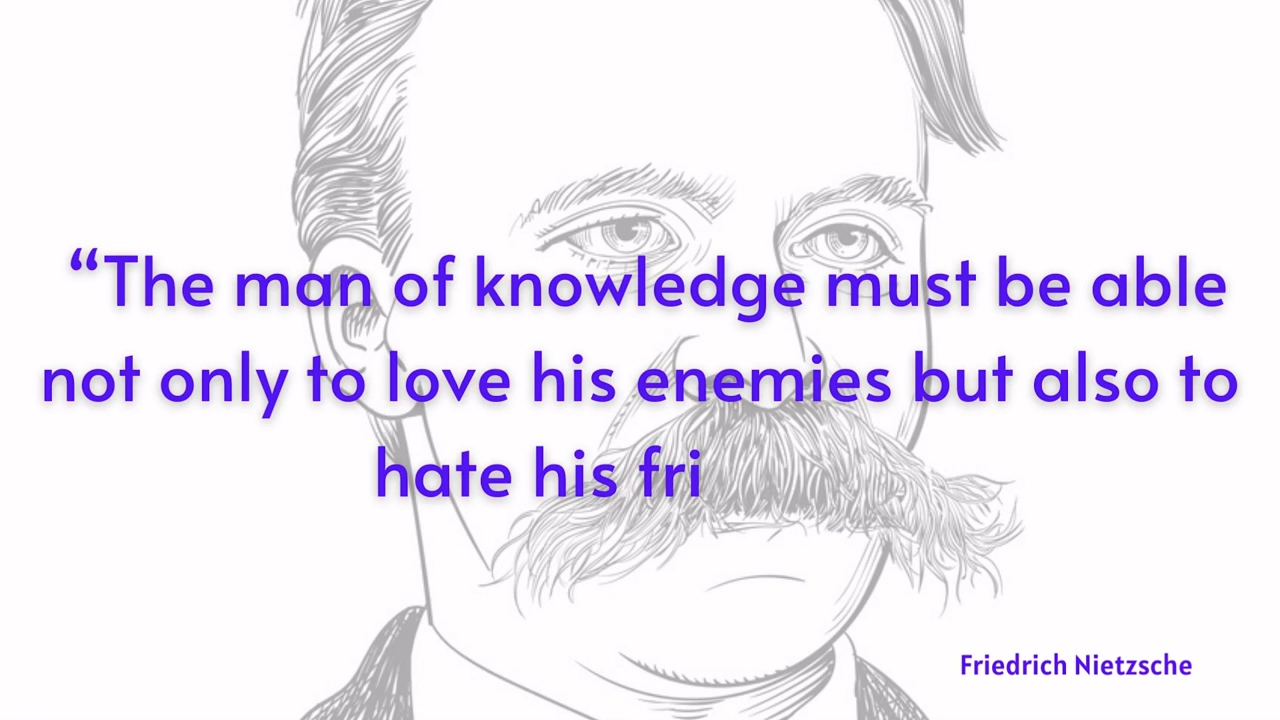 “The man of knowledge must be able
not only to love his enemies but also to
hate his fri
Friedrich Nietzsche